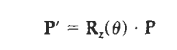 P′ = R_z(θ) · P